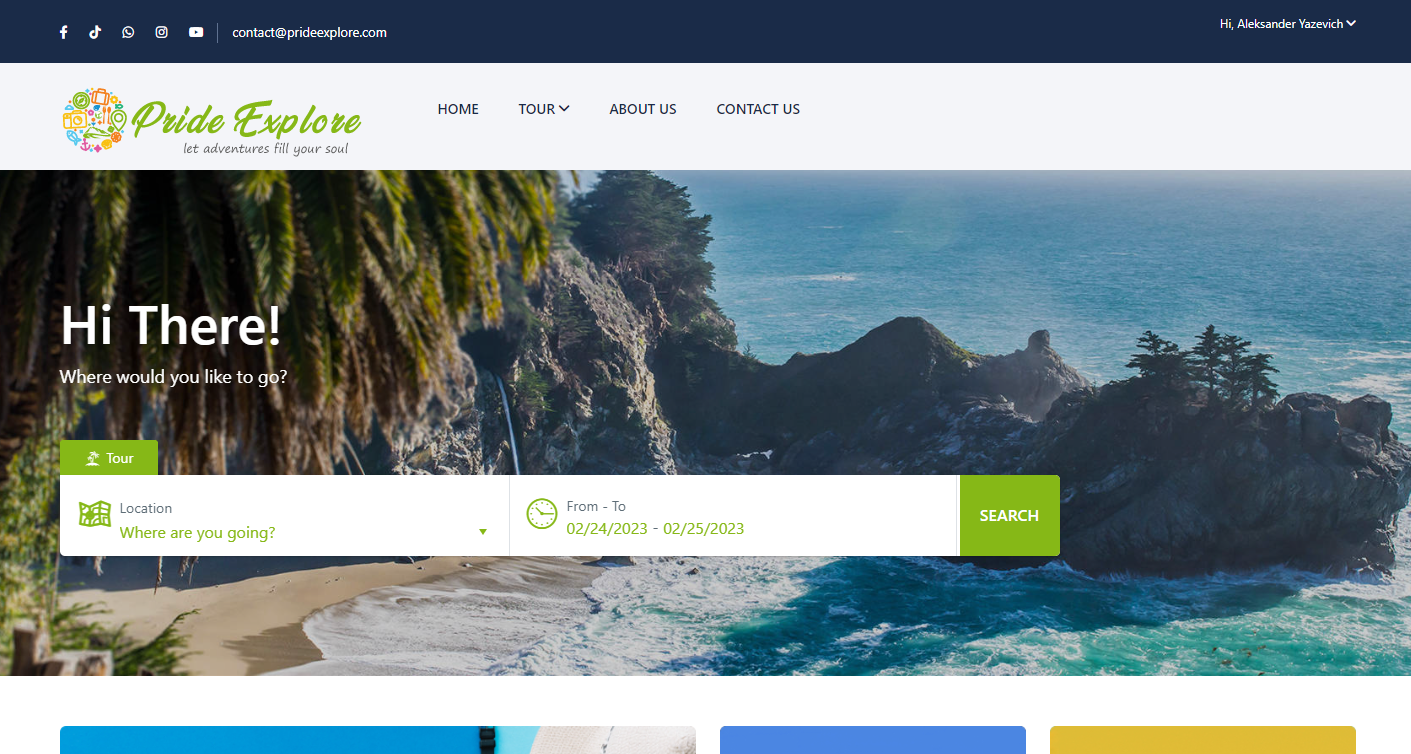 contact@prideexplore.com
Hi, Aleksander Yazevich
Pride Explore
let adventures fill your soul
HOME
TOUR
ABOUT US
CONTACT US
Hi There!
Where would you like to go?
Tour
Location
Where are you going?
From - To
02/24/2023 - 02/25/2023
SEARCH